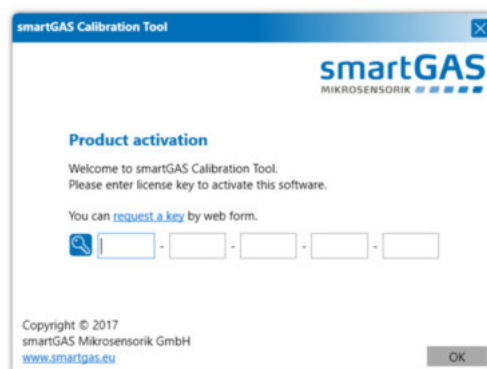 smartGAS Calibration Tool
smartGAS
MIKROSENSORIK
Product activation
Welcome to smartGAS Calibration Tool.
Please enter license key to activate this software.
You can request a key by web form.
- - - -
Copyright © 2017
smartGAS Mikrosensorik GmbH
www.smartgas.eu
OK